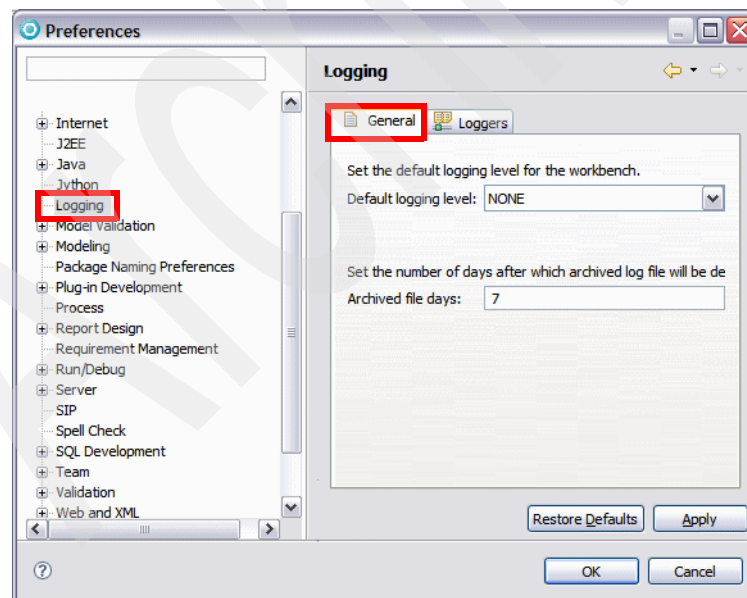 Preferences
Logging
Internet
J2EE
Java
Jython
Logging
Model Validation
Modeling
Package Naming Preferences
Plug-in Development
Process
Report Design
Requirement Management
Run/Debug
Server
SIP
Spell Check
SQL Development
Team
Validation
Web and XML
General
Loggers
Set the default logging level for the workbench.
Default logging level: NONE
Set the number of days after which archived log file will be de
Archived file days: 7
Restore Defaults
Apply
OK
Cancel